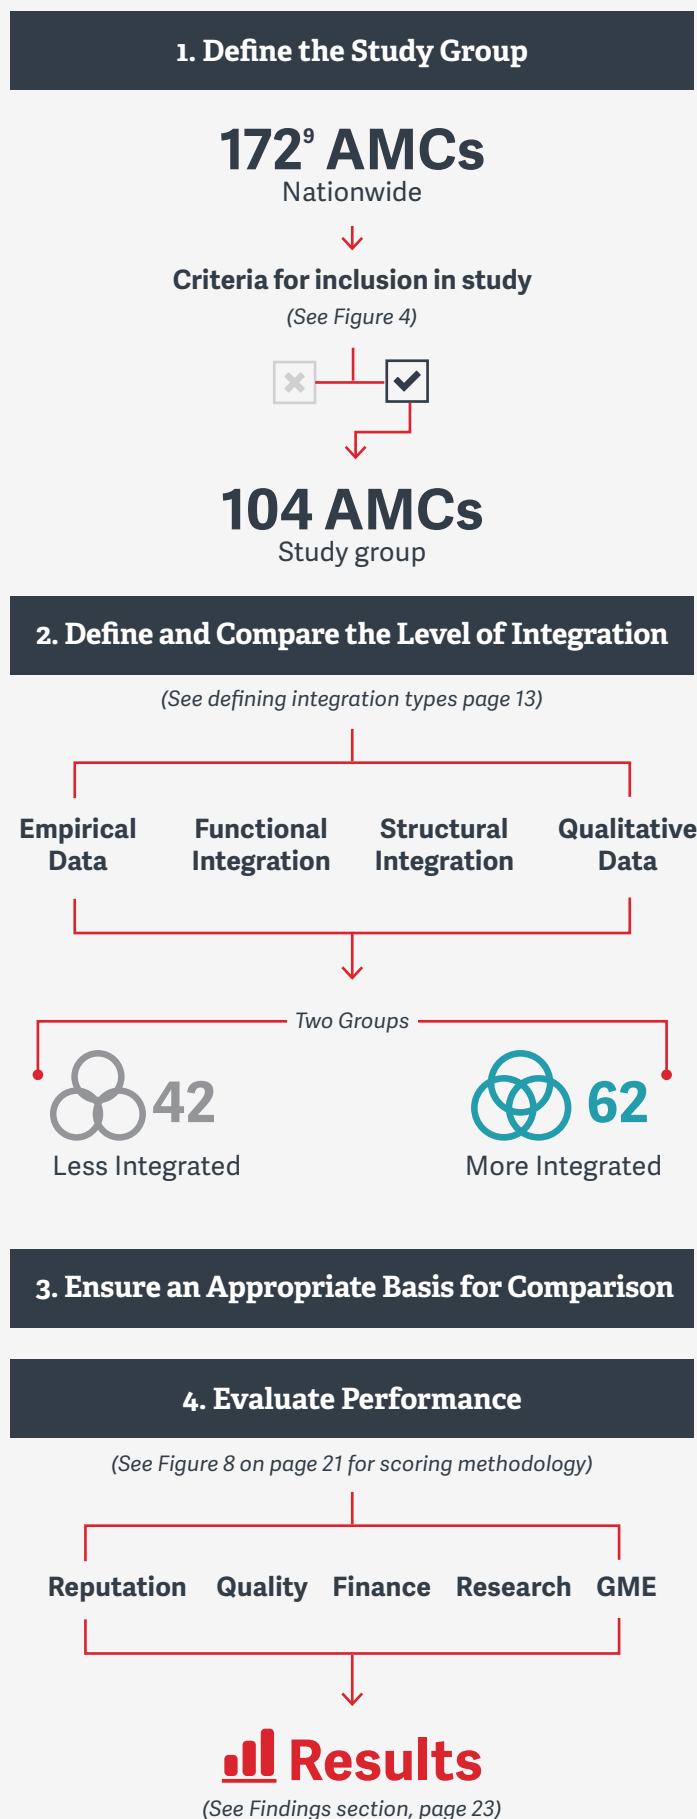 1. Define the Study Group
172⁹ AMCs
Nationwide
Criteria for inclusion in study
(See Figure 4)
104 AMCs
Study group
2. Define and Compare the Level of Integration
(See defining integration types page 13)
Empirical Data
Functional Integration
Structural Integration
Qualitative Data
Two Groups
42
Less Integrated
62
More Integrated
3. Ensure an Appropriate Basis for Comparison
4. Evaluate Performance
(See Figure 8 on page 21 for scoring methodology)
Reputation Quality Finance Research GME
Results
(See Findings section, page 23)